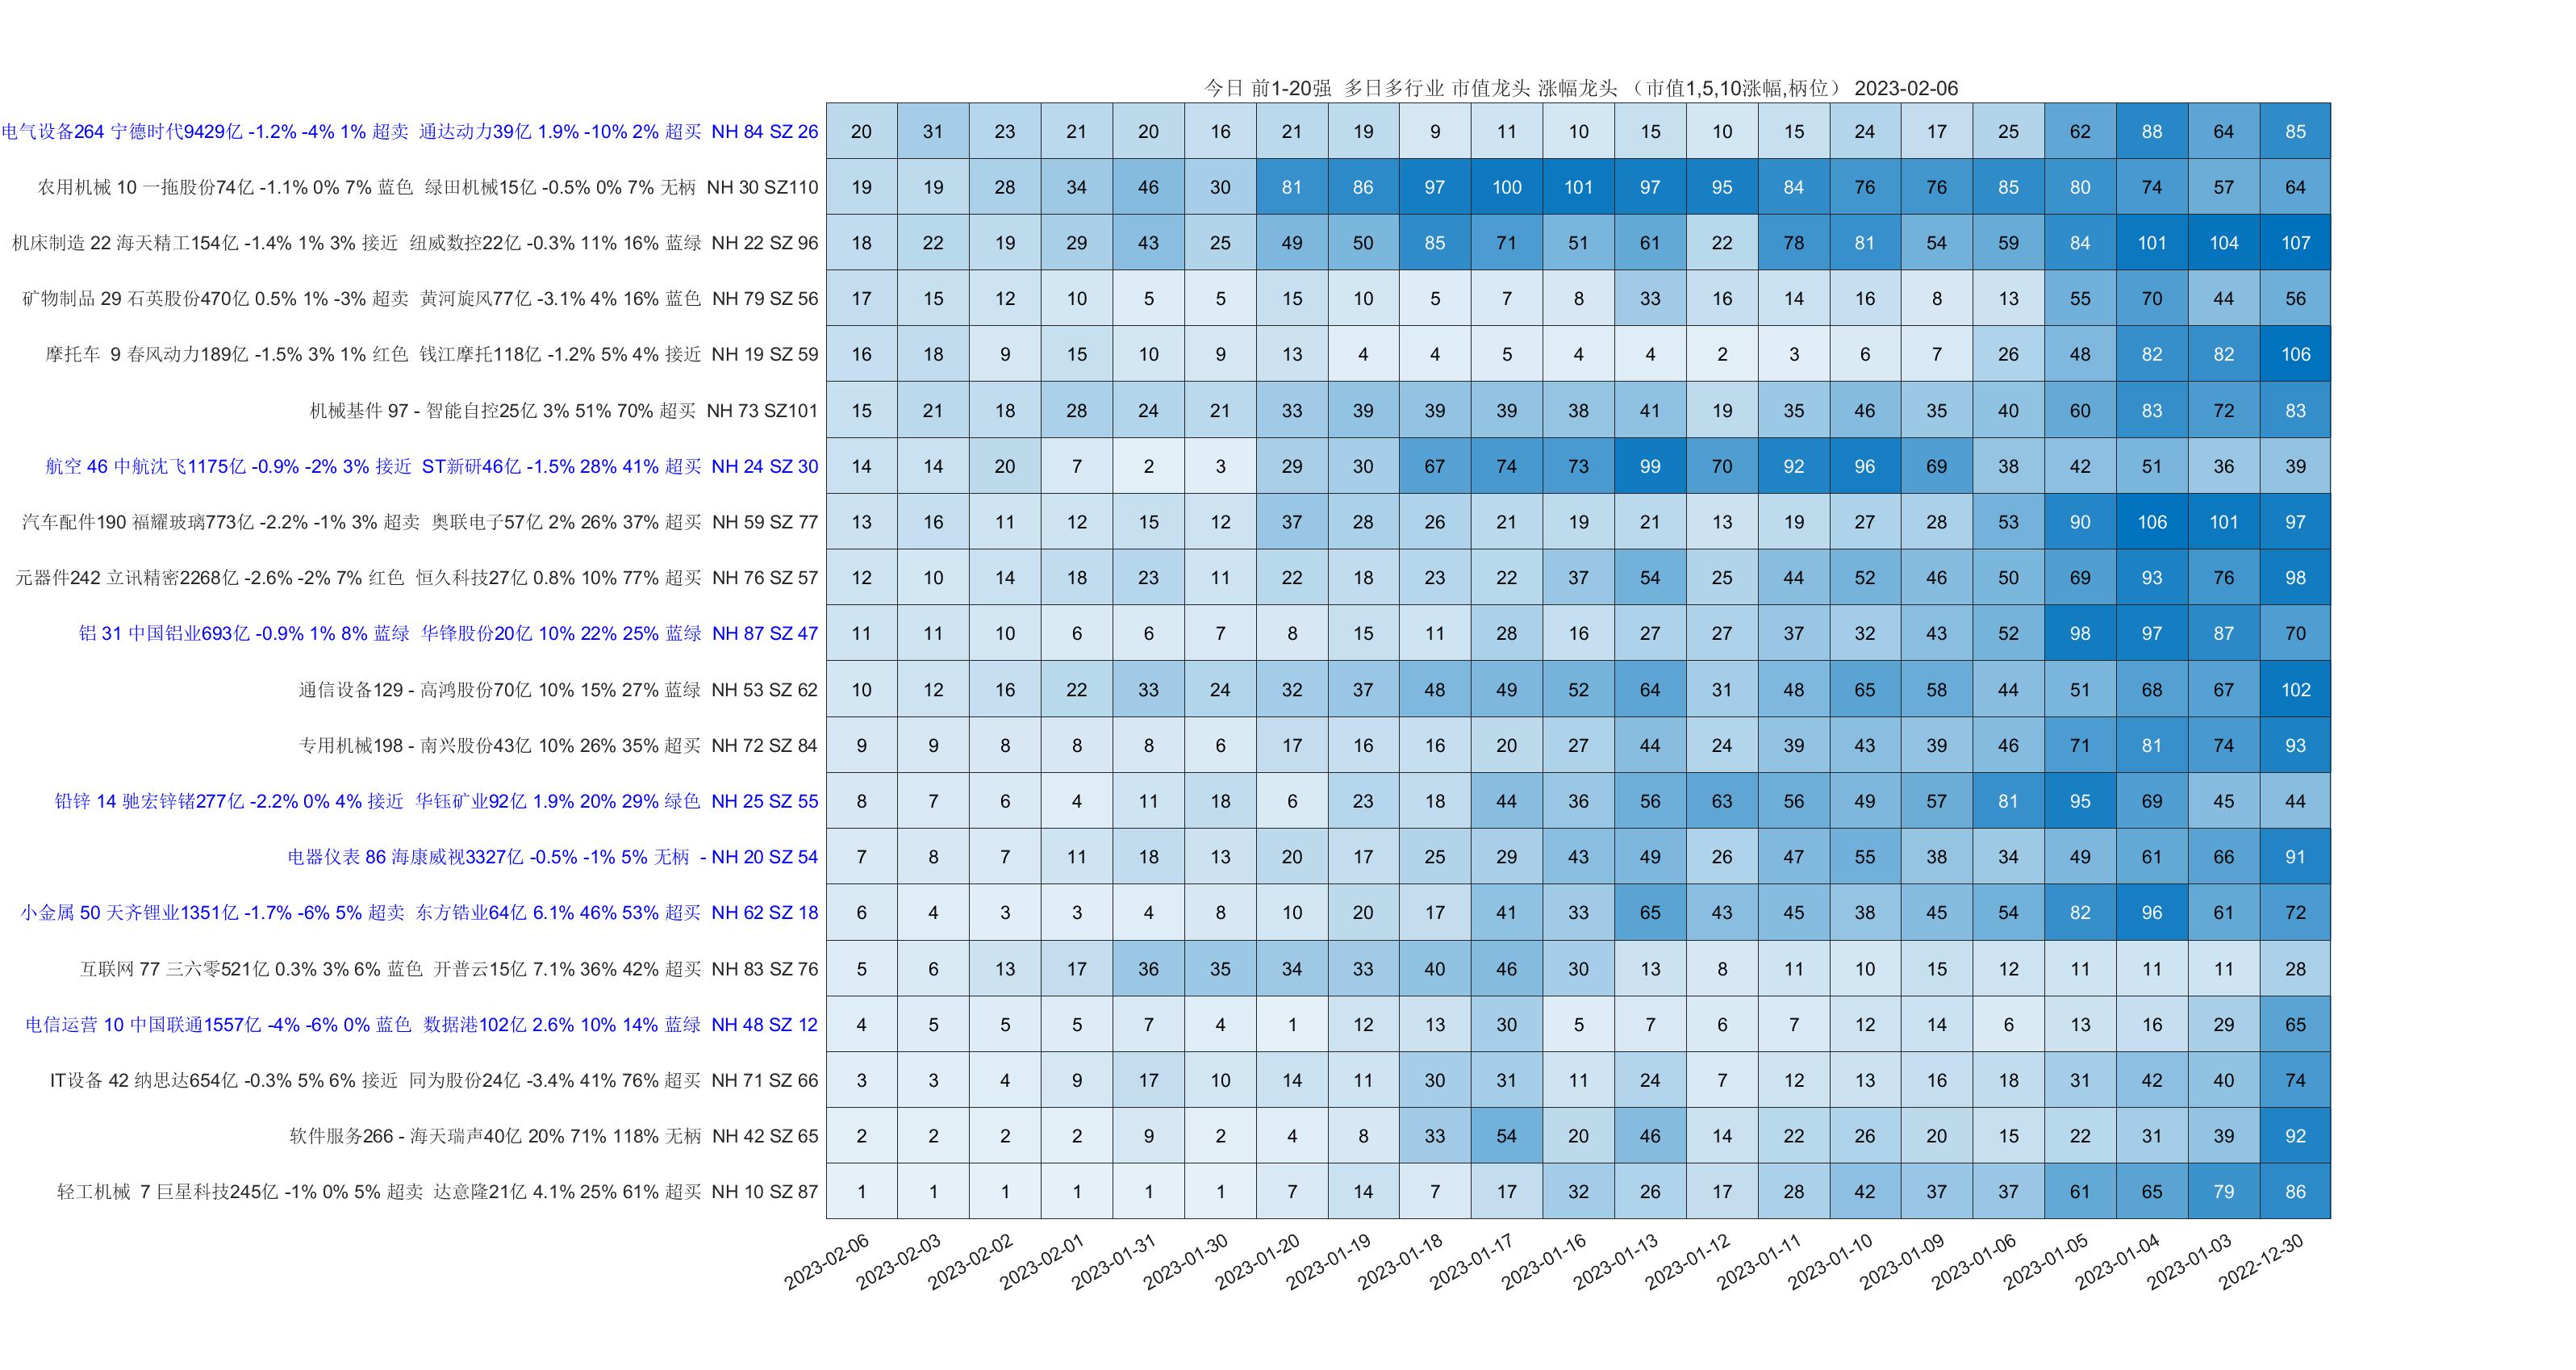 今日 前1-20强 多日多行业 市值龙头 涨幅龙头 （市值1,5,10涨幅,柄位） 2023-02-06
电气设备264 宁德时代9429亿 -1.2% -4% 1% 超卖 通达动力39亿 1.9% -10% 2% 超买 NH 84 SZ 26 20 31 23 21 20 16 21 19 9 11 10 15 10 15 24 17 25 62 88 64 85
农用机械 10 一拖股份74亿 -1.1% 0% 7% 蓝色 绿田机械15亿 -0.5% 0% 7% 无柄 NH 30 SZ110 19 19 28 34 46 30 81 86 97 100 101 97 95 84 76 76 85 80 74 57 64
机床制造 22 海天精工154亿 -1.4% 1% 3% 接近 纽威数控22亿 -0.3% 11% 16% 蓝绿 NH 22 SZ 96 18 22 19 29 43 25 49 50 85 71 51 61 22 78 81 54 59 84 101 104 107
矿物制品 29 石英股份470亿 0.5% 1% -3% 超卖 黄河旋风77亿 -3.1% 4% 16% 蓝色 NH 79 SZ 56 17 15 12 10 5 5 15 10 5 7 8 33 16 14 16 8 13 55 70 44 56
摩托车 9 春风动力189亿 -1.5% 3% 1% 红色 钱江摩托118亿 -1.2% 5% 4% 接近 NH 19 SZ 59 16 18 9 15 10 9 13 4 4 5 4 4 2 3 6 7 26 48 82 82 106
机械基件 97 - 智能自控25亿 3% 51% 70% 超买 NH 73 SZ101 15 21 18 28 24 21 33 39 39 39 38 41 19 35 46 35 40 60 83 72 83
航空 46 中航沈飞1175亿 -0.9% -2% 3% 接近 ST新研46亿 -1.5% 28% 41% 超买 NH 24 SZ 30 14 14 20 7 2 3 29 30 67 74 73 99 70 92 96 69 38 42 51 36 39
汽车配件190 福耀玻璃773亿 -2.2% -1% 3% 超卖 奥联电子57亿 2% 26% 37% 超买 NH 59 SZ 77 13 16 11 12 15 12 37 28 26 21 19 21 13 19 27 28 53 90 106 101 97
元器件242 立讯精密2268亿 -2.6% -2% 7% 红色 恒久科技27亿 0.8% 10% 77% 超买 NH 76 SZ 57 12 10 14 18 23 11 22 18 23 22 37 54 25 44 52 46 50 69 93 76 98
铝 31 中国铝业693亿 -0.9% 1% 8% 蓝绿 华锋股份20亿 10% 22% 25% 蓝绿 NH 87 SZ 47 11 11 10 6 6 7 8 15 11 28 16 27 27 37 32 43 52 98 97 87 70
通信设备129 - 高鸿股份70亿 10% 15% 27% 蓝绿 NH 53 SZ 62 10 12 16 22 33 24 32 37 48 49 52 64 31 48 65 58 44 51 68 67 102
专用机械198 - 南兴股份43亿 10% 26% 35% 超买 NH 72 SZ 84 9 9 8 8 8 6 17 16 16 20 27 44 24 39 43 39 46 71 81 74 93
铅锌 14 驰宏锌锗277亿 -2.2% 0% 4% 接近 华钰矿业92亿 1.9% 20% 29% 绿色 NH 25 SZ 55 8 7 6 4 11 18 6 23 18 44 36 56 63 56 49 57 81 95 69 45 44
电器仪表 86 海康威视3327亿 -0.5% -1% 5% 无柄 - NH 20 SZ 54 7 8 7 11 18 13 20 17 25 29 43 49 26 47 55 38 34 49 61 66 91
小金属 50 天齐锂业1351亿 -1.7% -6% 5% 超卖 东方锆业64亿 6.1% 46% 53% 超买 NH 62 SZ 18 6 4 3 3 4 8 10 20 17 41 33 65 43 45 38 45 54 82 96 61 72
互联网 77 三六零521亿 0.3% 3% 6% 蓝色 开普云15亿 7.1% 36% 42% 超买 NH 83 SZ 76 5 6 13 17 36 35 34 33 40 46 30 13 8 11 10 15 12 11 11 11 28
电信运营 10 中国联通1557亿 -4% -6% 0% 蓝色 数据港102亿 2.6% 10% 14% 蓝绿 NH 48 SZ 12 4 5 5 5 7 4 1 12 13 30 5 7 6 7 12 14 6 13 16 29 65
IT设备 42 纳思达654亿 -0.3% 5% 6% 接近 同为股份24亿 -3.4% 41% 76% 超买 NH 71 SZ 66 3 3 4 9 17 10 14 11 30 31 11 24 7 12 13 16 18 31 42 40 74
软件服务266 - 海天瑞声40亿 20% 71% 118% 无柄 NH 42 SZ 65 2 2 2 2 9 2 4 8 33 54 20 46 14 22 26 20 15 22 31 39 92
轻工机械 7 巨星科技245亿 -1% 0% 5% 超卖 达意隆21亿 4.1% 25% 61% 超买 NH 10 SZ 87 1 1 1 1 1 1 7 14 7 17 32 26 17 28 42 37 37 61 65 79 86
2023-02-06 2023-02-03 2023-02-02 2023-02-01 2023-01-31 2023-01-30 2023-01-20 2023-01-19 2023-01-18 2023-01-17 2023-01-16 2023-01-13 2023-01-12 2023-01-11 2023-01-10 2023-01-09 2023-01-06 2023-01-05 2023-01-04 2023-01-03 2022-12-30